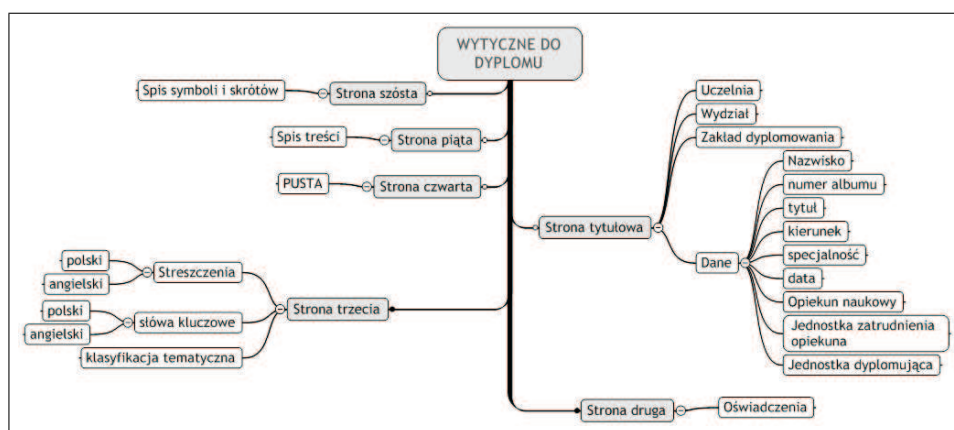 WYTYCZNE DO
DYPLOMU
Strona tytułowa
Uczelnia
Wydział
Zakład dyplomowania
Dane
Nazwisko
numer albumu
tytuł
kierunek
specjalność
data
Opiekun naukowy
Jednostka zatrudnienia
opiekuna
Jednostka dyplomująca
Strona druga
Oświadczenia
Strona trzecia
Streszczenia
polski
angielski
słówa kluczowe
polski
angielski
klasyfikacja tematyczna
Strona czwarta
PUSTA
Strona piąta
Spis treści
Strona szósta
Spis symboli i skrótów